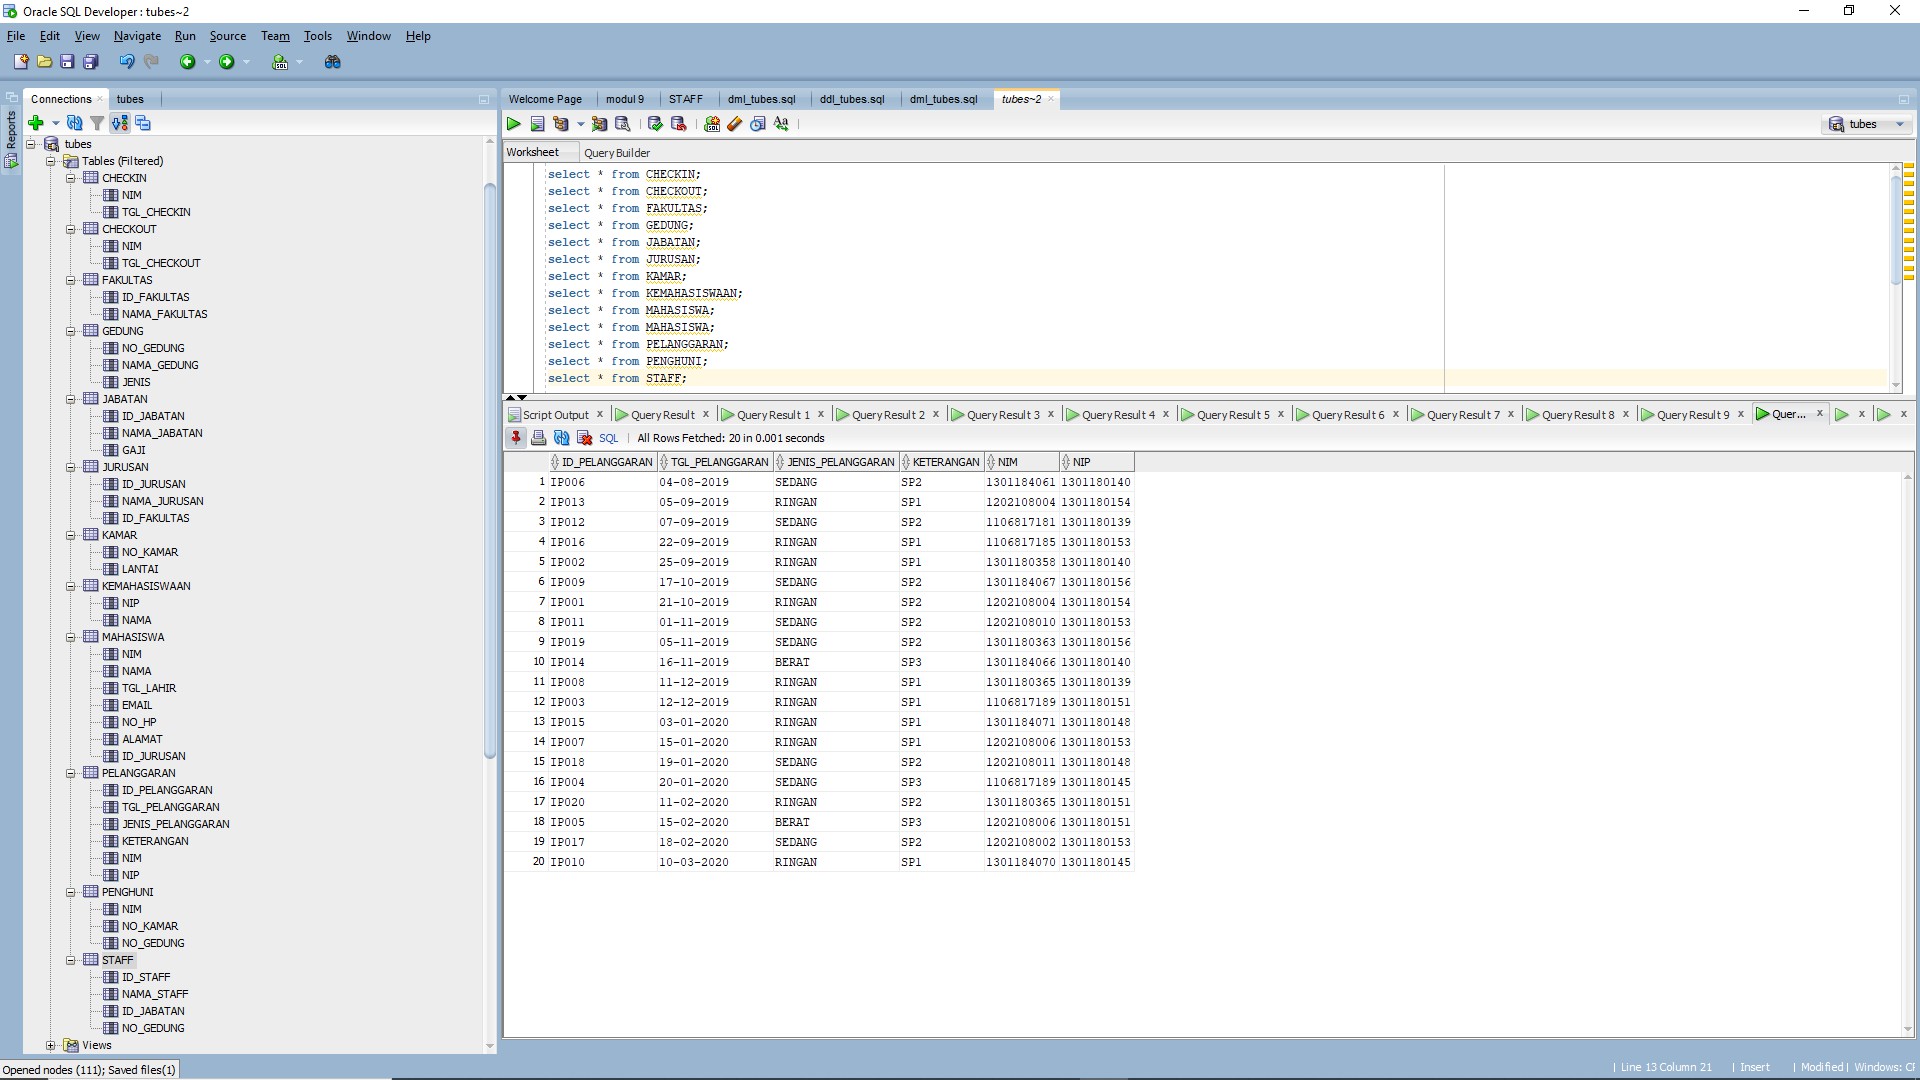 Oracle SQL Developer : tubes~2
File Edit View Navigate Run Source Team Tools Window Help
Reports
Connections
tubes
tubes
Tables (Filtered)
CHECKIN
NIM
TGL_CHECKIN
CHECKOUT
NIM
TGL_CHECKOUT
FAKULTAS
ID_FAKULTAS
NAMA_FAKULTAS
GEDUNG
NO_GEDUNG
NAMA_GEDUNG
JENIS
JABATAN
ID_JABATAN
NAMA_JABATAN
GAJI
JURUSAN
ID_JURUSAN
NAMA_JURUSAN
ID_FAKULTAS
KAMAR
NO_KAMAR
LANTAI
KEMAHASISWAAN
NIP
NAMA
MAHASISWA
NIM
NAMA
TGL_LAHIR
EMAIL
NO_HP
ALAMAT
ID_JURUSAN
PELANGGARAN
ID_PELANGGARAN
TGL_PELANGGARAN
JENIS_PELANGGARAN
KETERANGAN
NIM
NIP
PENGHUNI
NIM
NO_KAMAR
NO_GEDUNG
STAFF
ID_STAFF
NAMA_STAFF
ID_JABATAN
NO_GEDUNG
Views
Welcome Page modul 9 STAFF dml_tubes.sql ddl_tubes.sql dml_tubes.sql tubes~2
tubes
Worksheet Query Builder
select * from CHECKIN;
select * from CHECKOUT;
select * from FAKULTAS;
select * from GEDUNG;
select * from JABATAN;
select * from JURUSAN;
select * from KAMAR;
select * from KEMAHASISWAAN;
select * from MAHASISWA;
select * from MAHASISWA;
select * from PELANGGARAN;
select * from PENGHUNI;
select * from STAFF;
Script Output Query Result Query Result 1 Query Result 2 Query Result 3 Query Result 4 Query Result 5 Query Result 6 Query Result 7 Query Result 8 Query Result 9 Quer...
SQL | All Rows Fetched: 20 in 0.001 seconds
ID_PELANGGARAN TGL_PELANGGARAN JENIS_PELANGGARAN KETERANGAN NIM NIP
1 IP006 04-08-2019 SEDANG SP2 1301184061 1301180140
2 IP013 05-09-2019 RINGAN SP1 1202108004 1301180154
3 IP012 07-09-2019 SEDANG SP2 1106817181 1301180139
4 IP016 22-09-2019 RINGAN SP1 1106817185 1301180153
5 IP002 25-09-2019 RINGAN SP1 1301180358 1301180140
6 IP009 17-10-2019 SEDANG SP2 1301184067 1301180156
7 IP001 21-10-2019 RINGAN SP2 1202108004 1301180154
8 IP011 01-11-2019 SEDANG SP2 1202108010 1301180153
9 IP019 05-11-2019 SEDANG SP2 1301180363 1301180156
10 IP014 16-11-2019 BERAT SP3 1301184066 1301180140
11 IP008 11-12-2019 RINGAN SP1 1301180365 1301180139
12 IP003 12-12-2019 RINGAN SP1 1106817189 1301180151
13 IP015 03-01-2020 RINGAN SP1 1301184071 1301180148
14 IP007 15-01-2020 RINGAN SP1 1202108006 1301180153
15 IP018 19-01-2020 SEDANG SP2 1202108011 1301180148
16 IP004 20-01-2020 SEDANG SP3 1106817189 1301180145
17 IP020 11-02-2020 RINGAN SP2 1301180365 1301180151
18 IP005 15-02-2020 BERAT SP3 1202108006 1301180151
19 IP017 18-02-2020 SEDANG SP2 1202108002 1301180153
20 IP010 10-03-2020 RINGAN SP1 1301184070 1301180145
Opened nodes (111); Saved files(1)
| Line 13 Column 21 | Insert | Modified | Windows: CF